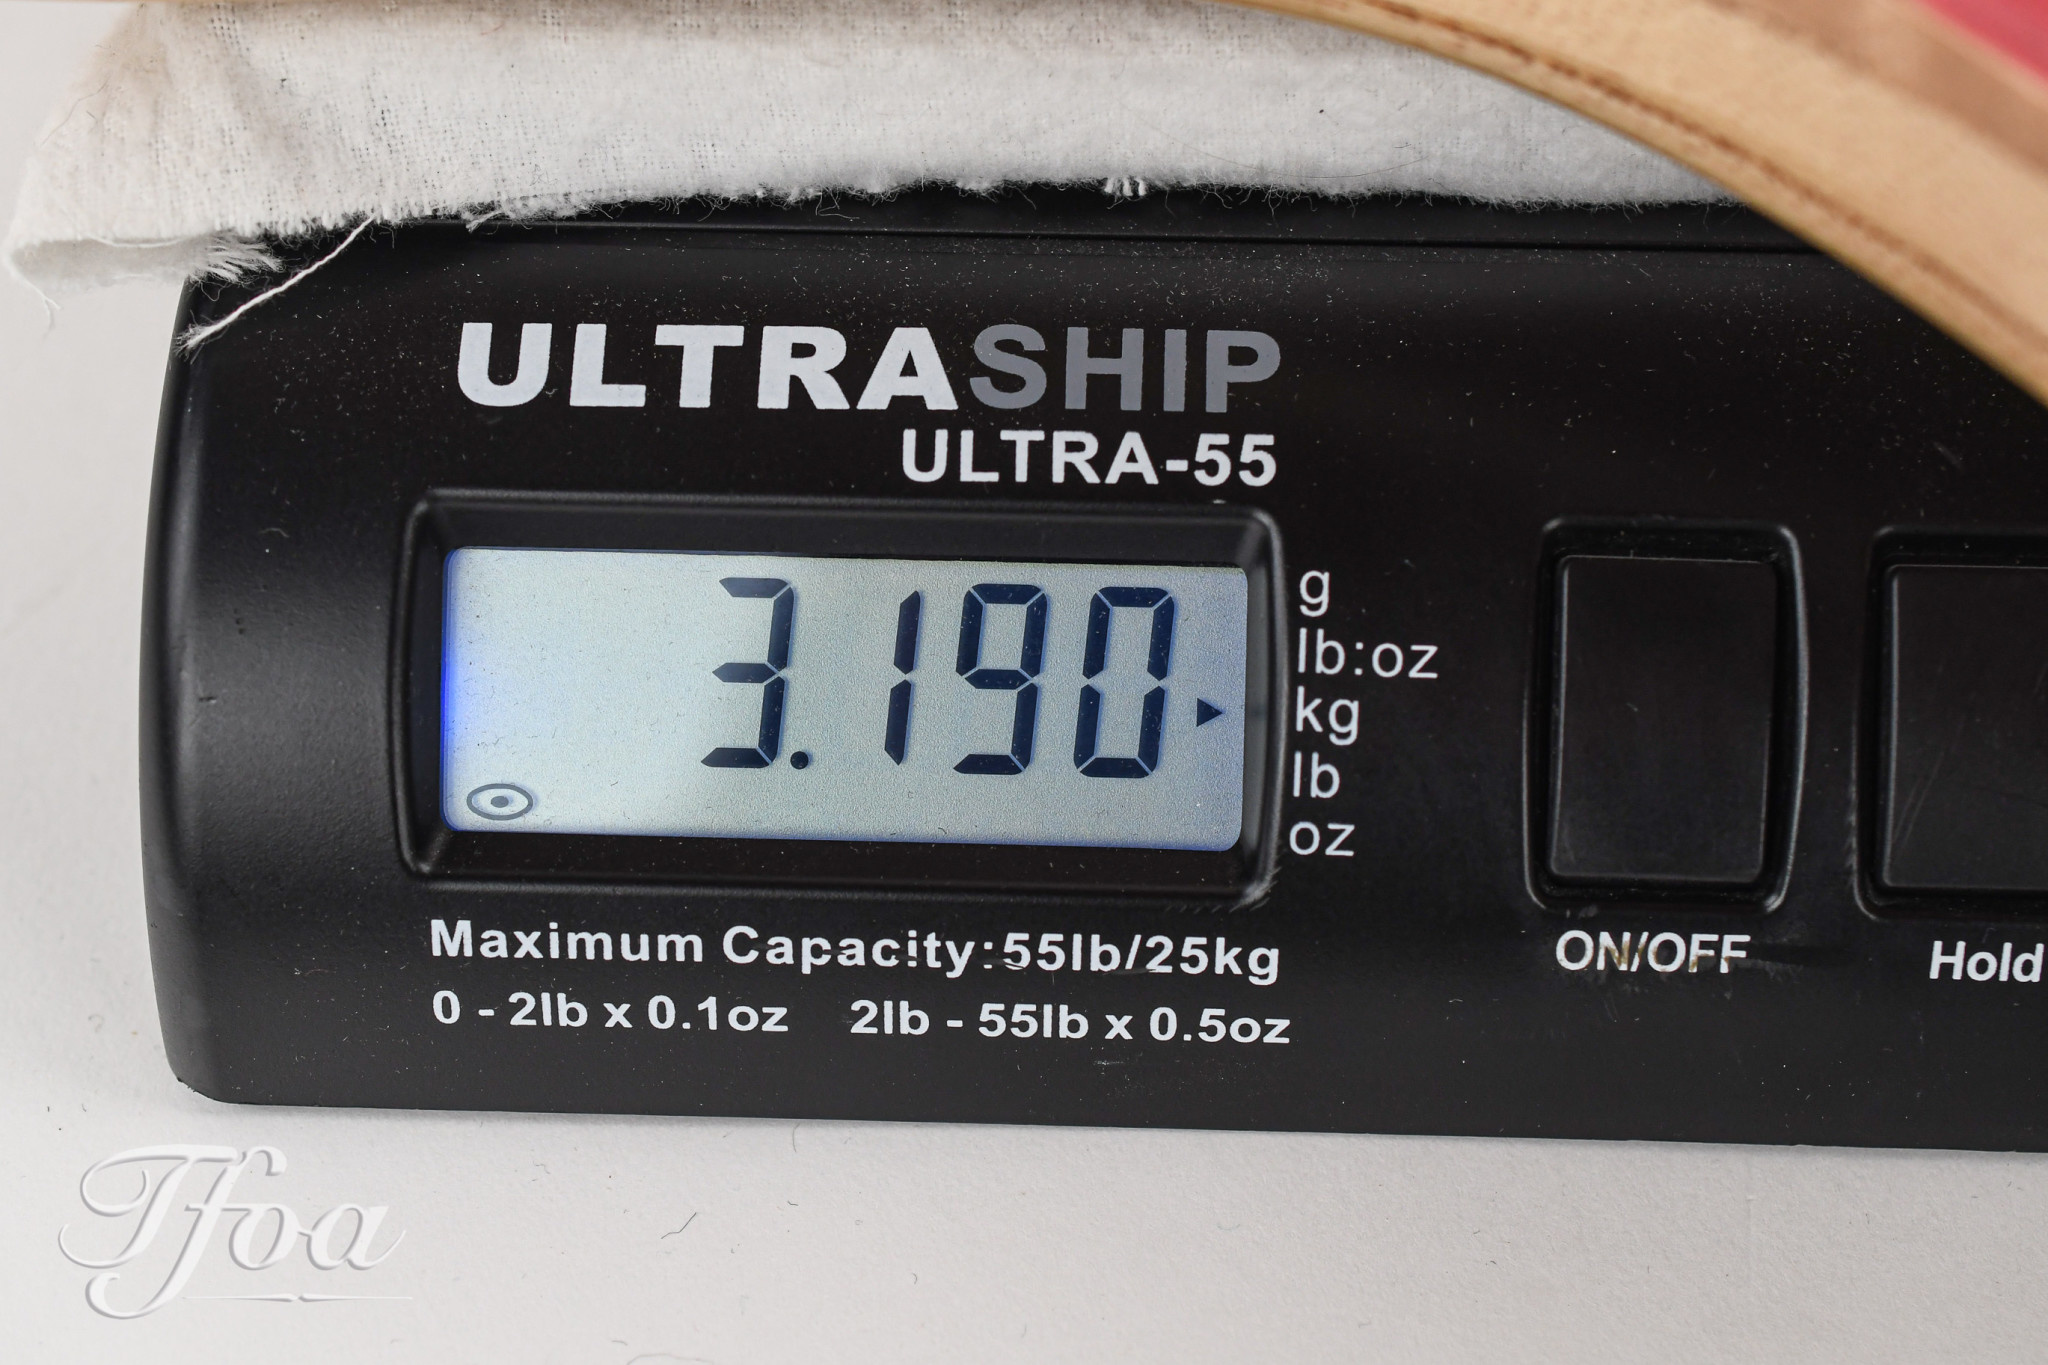 ULTRASHIP
ULTRA-55
3.190
g
lb:oz
kg
lb
oz
ON/OFF
Hold
Maximum Capacity:55lb/25kg
0 - 2lb x 0.1oz 2lb - 55lb x 0.5oz
Tfoa